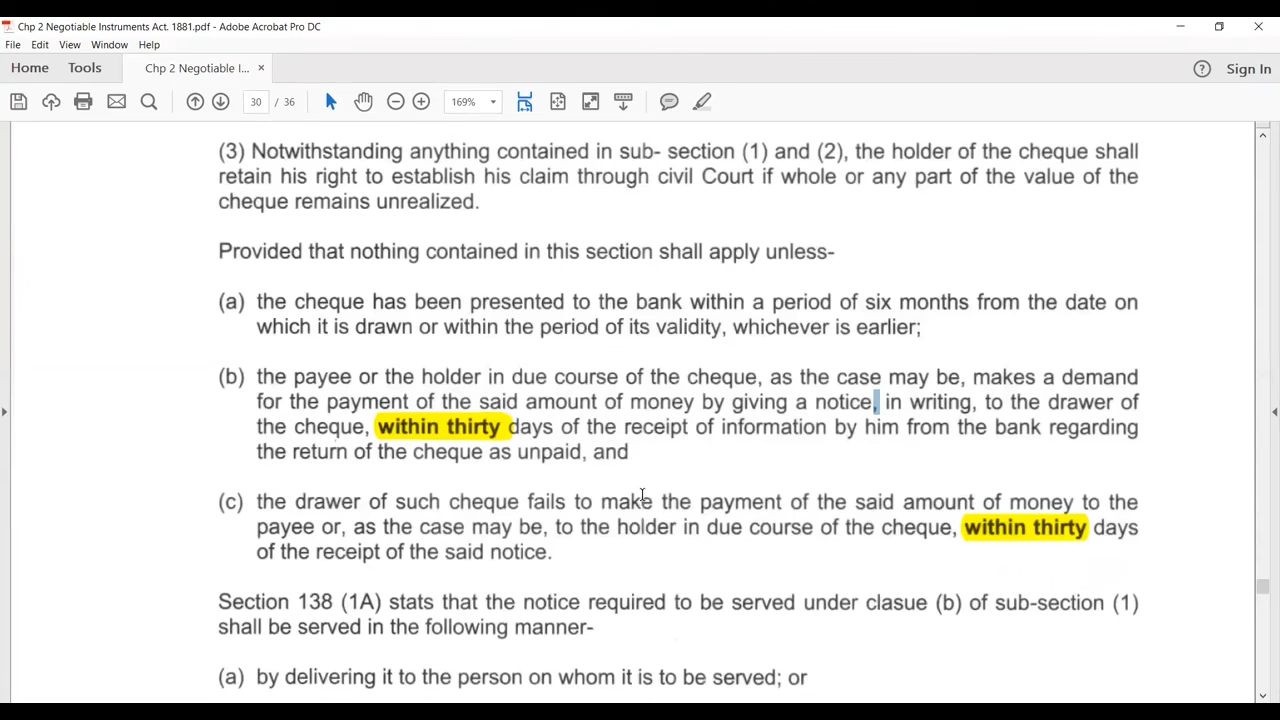 Chp 2 Negotiable Instruments Act. 1881.pdf - Adobe Acrobat Pro DC
File Edit View Window Help
Home Tools Chp 2 Negotiable I... × Sign In
30 / 36 169%
(3) Notwithstanding anything contained in sub- section (1) and (2), the holder of the cheque shall
retain his right to establish his claim through civil Court if whole or any part of the value of the
cheque remains unrealized.
Provided that nothing contained in this section shall apply unless-
(a) the cheque has been presented to the bank within a period of six months from the date on
which it is drawn or within the period of its validity, whichever is earlier;
(b) the payee or the holder in due course of the cheque, as the case may be, makes a demand
for the payment of the said amount of money by giving a notice, in writing, to the drawer of
the cheque, within thirty days of the receipt of information by him from the bank regarding
the return of the cheque as unpaid, and
(c) the drawer of such cheque fails to make the payment of the said amount of money to the
payee or, as the case may be, to the holder in due course of the cheque, within thirty days
of the receipt of the said notice.
Section 138 (1A) stats that the notice required to be served under clasue (b) of sub-section (1)
shall be served in the following manner-
(a) by delivering it to the person on whom it is to be served; or